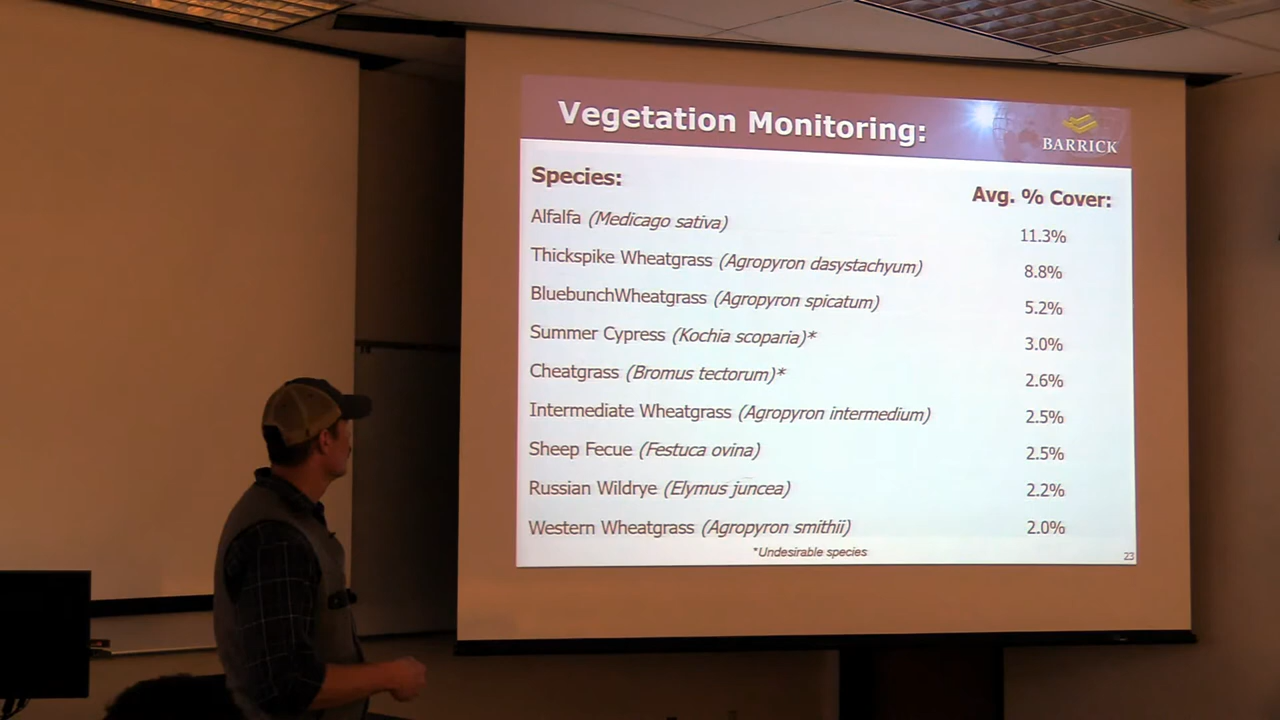 Vegetation Monitoring:
BARRICK
Species:
Avg. % Cover:
Alfalfa (Medicago sativa)
11.3%
Thickspike Wheatgrass (Agropyron dasystachyum)
8.8%
BluebunchWheatgrass (Agropyron spicatum)
5.2%
Summer Cypress (Kochia scoparia)*
3.0%
Cheatgrass (Bromus tectorum)*
2.6%
Intermediate Wheatgrass (Agropyron intermedium)
2.5%
Sheep Fecue (Festuca ovina)
2.5%
Russian Wildrye (Elymus juncea)
2.2%
Western Wheatgrass (Agropyron smithii)
2.0%
*Undesirable species
23